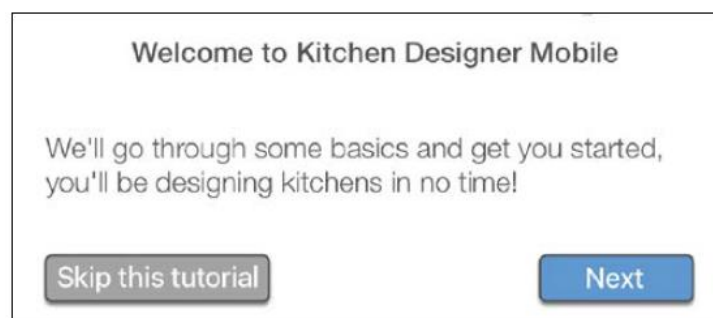 Welcome to Kitchen Designer Mobile
We'll go through some basics and get you started,
you'll be designing kitchens in no time!
Skip this tutorial
Next